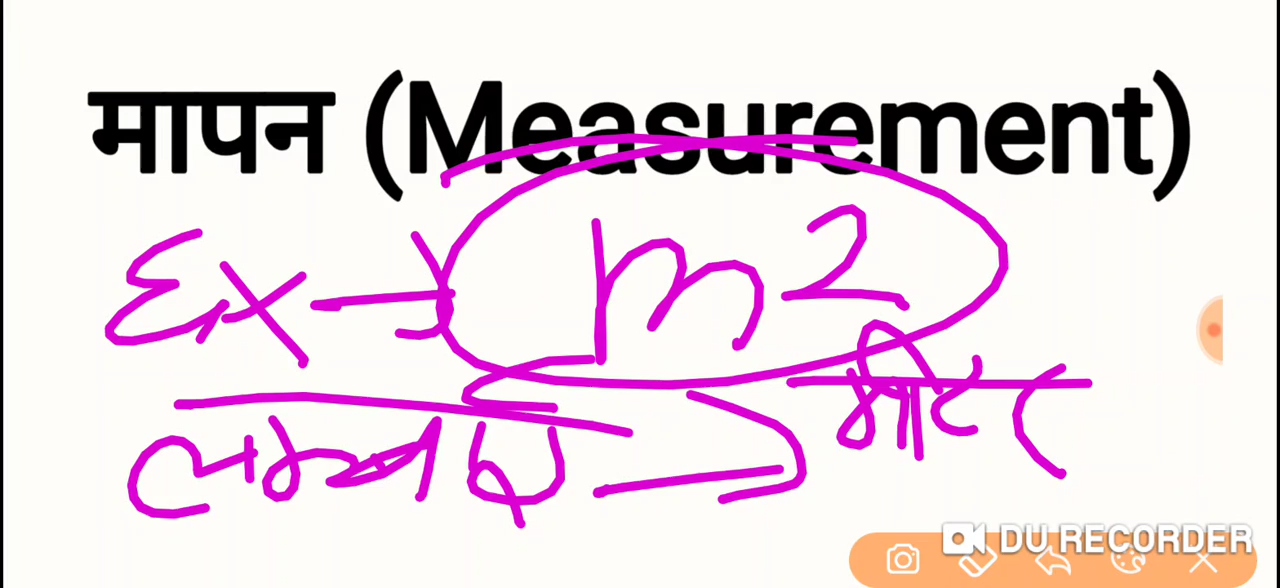 मापन (Measurement)
Ex → m2
लम्बाई → मीटर
DU RECORDER